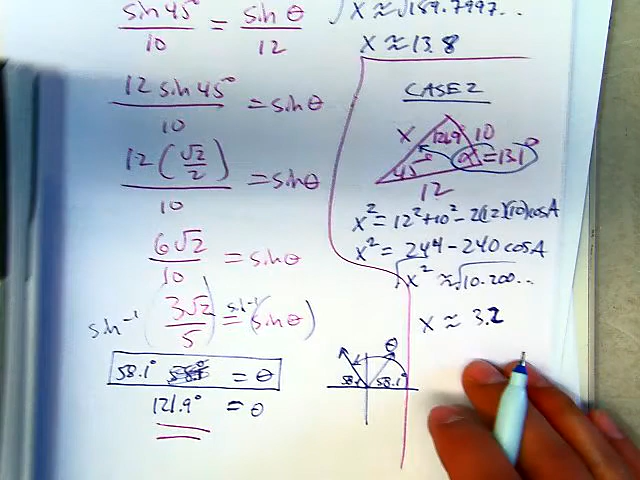 sin 45° / 10 = sin θ / 12
12 sin 45° / 10 = sin θ
12 (√2 / 2) / 10 = sin θ
6√2 / 10 = sin θ
sin⁻¹ (3√2 / 5) = sin⁻¹ (sin θ)
58.1° = θ
121.9° = θ
X ≈ √189.7997...
X ≈ 13.8
CASE 2
X 121.9° 10
45° = 13.1°
12
X² = 12² + 10² - 2(12)(10)cos A
X² = 244 - 240 cos A
√X² ≈ √10.200...
X ≈ 3.2
θ
58.1 58.1°